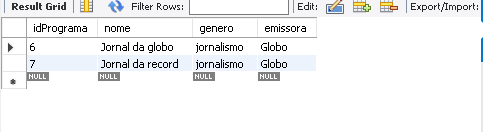 Result Grid Filter Rows: Edit: Export/Import:
idPrograma nome genero emissora
6 Jornal da globo jornalismo Globo
7 Jornal da record jornalismo Globo
NULL NULL NULL NULL